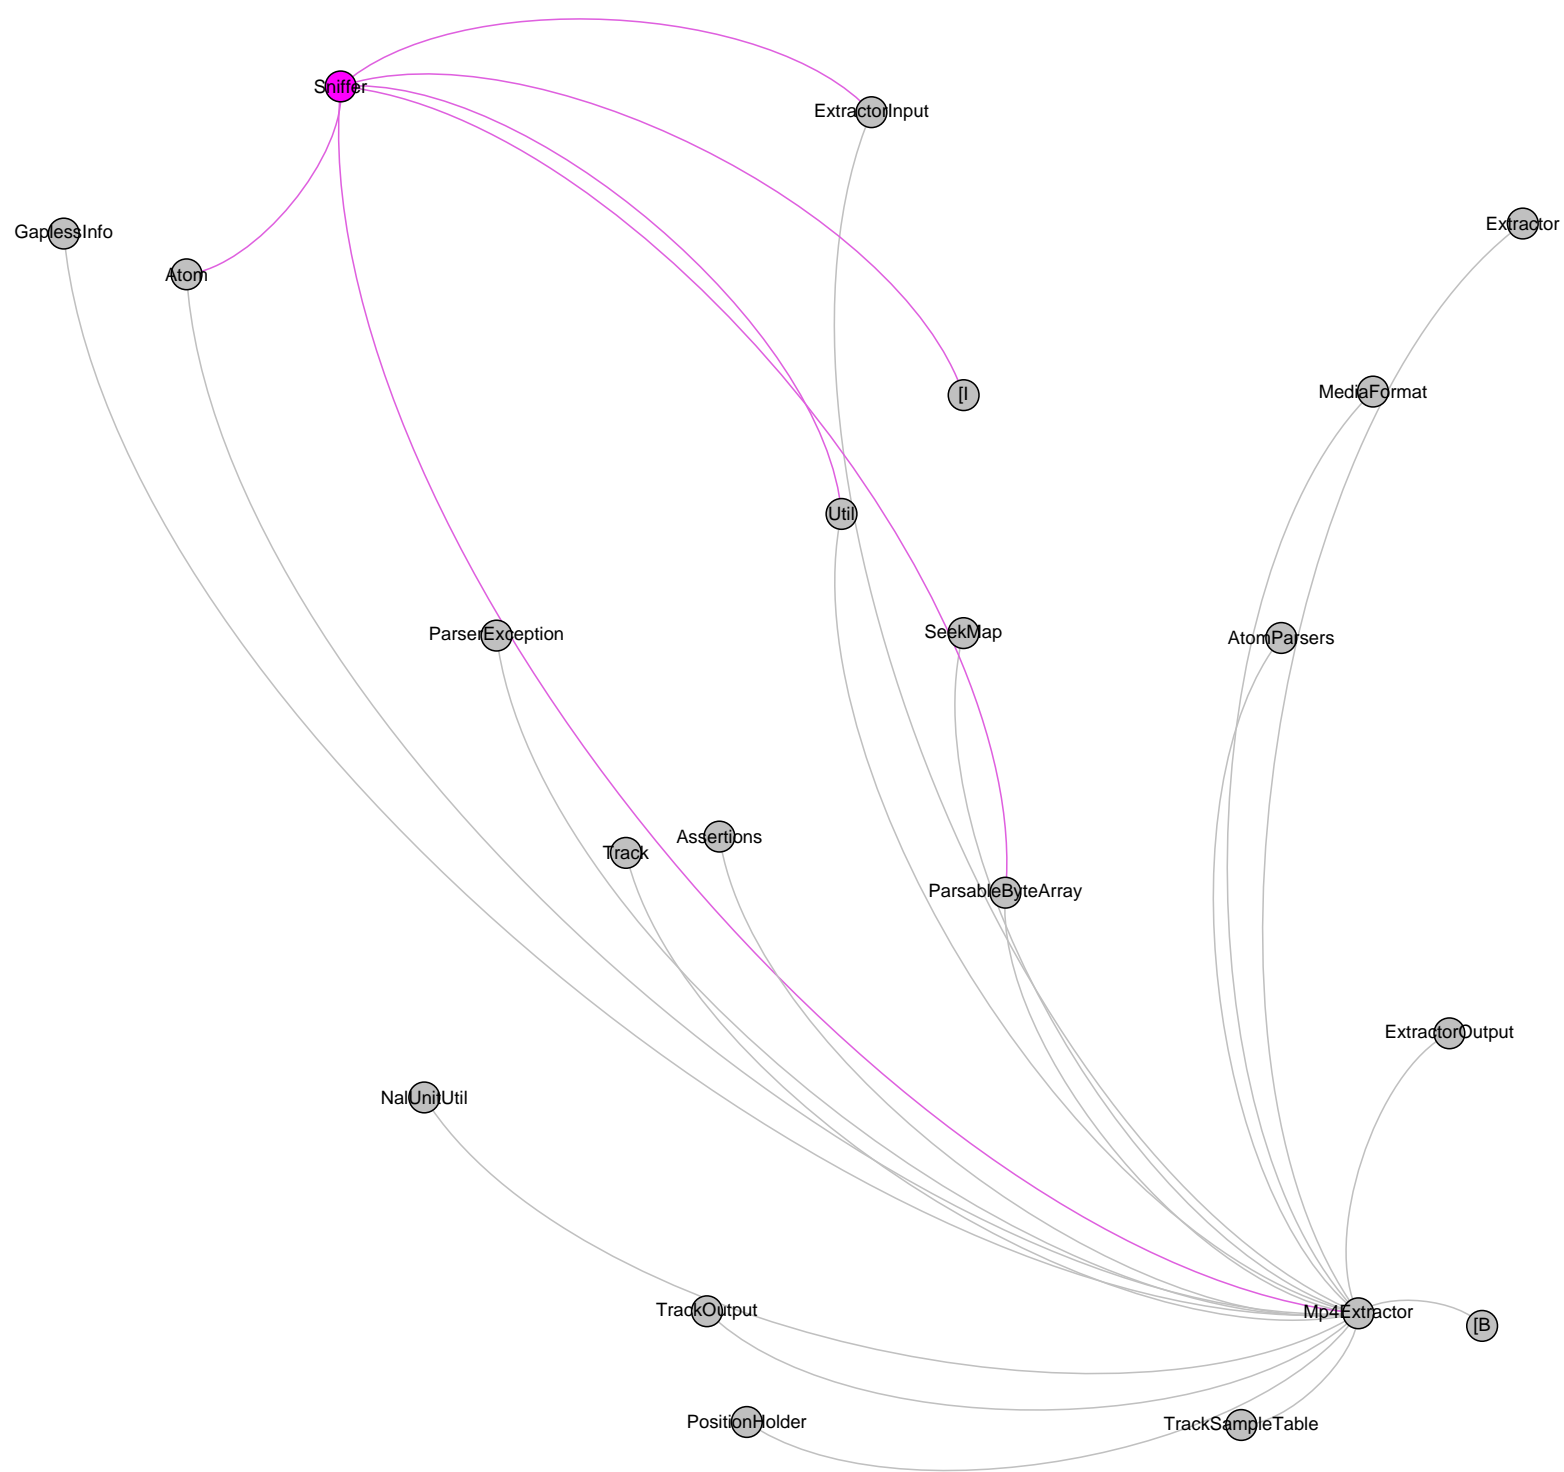 Sniffer
ExtractorInput
Extractor
GaplessInfo
Atom
MediaFormat
[I
Util
ParserException
SeekMap
AtomParsers
Assertions
Track
ParsableByteArray
ExtractorOutput
NalUnitUtil
TrackOutput
Mp4Extractor
[B
PositionHolder
TrackSampleTable